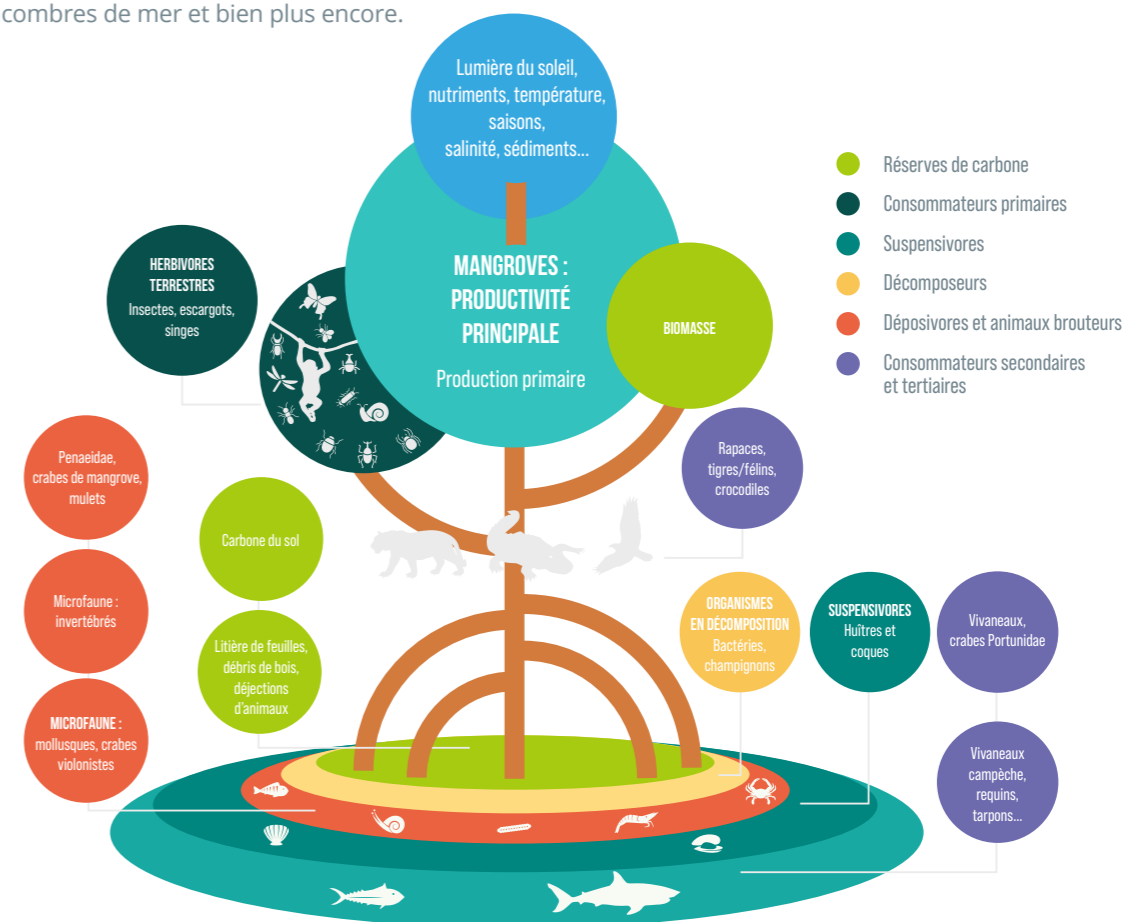 combres de mer et bien plus encore.
Lumière du soleil,
nutriments, température,
saisons,
salinité, sédiments...
MANGROVES :
PRODUCTIVITÉ
PRINCIPALE
Production primaire
BIOMASSE
Réserves de carbone
Consommateurs primaires
Suspensivores
Décomposeurs
Déposivores et animaux brouteurs
Consommateurs secondaires
et tertiaires
HERBIVORES
TERRESTRES
Insectes, escargots,
singes
Penaeidae,
crabes de mangrove,
mulets
Microfaune :
invertébrés
MICROFAUNE :
mollusques, crabes
violonistes
Carbone du sol
Litière de feuilles,
débris de bois,
déjections
d'animaux
Rapaces,
tigres/félins,
crocodiles
ORGANISMES
EN DÉCOMPOSITION
Bactéries,
champignons
SUSPENSIVORES
Huîtres et
coques
Vivaneaux,
crabes Portunidae
Vivaneaux
campèche,
requins,
tarpons...